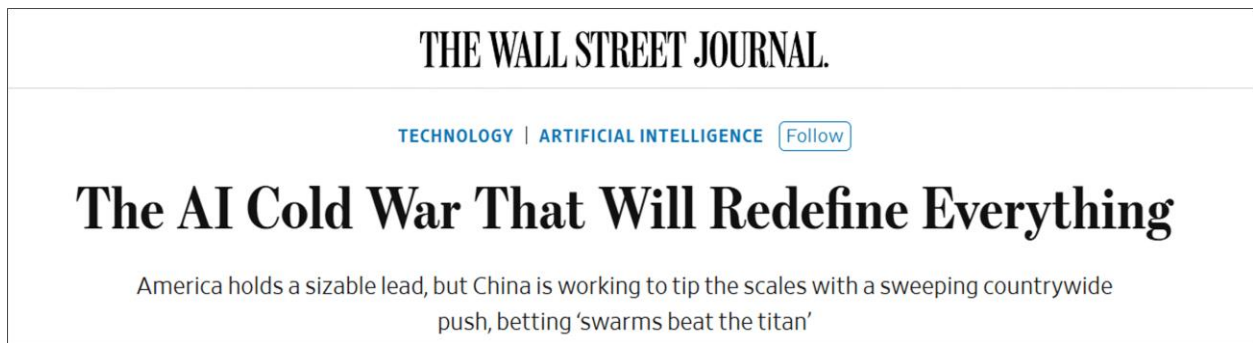 THE WALL STREET JOURNAL.
TECHNOLOGY | ARTIFICIAL INTELLIGENCE Follow
The AI Cold War That Will Redefine Everything
America holds a sizable lead, but China is working to tip the scales with a sweeping countrywide
push, betting ‘swarms beat the titan’